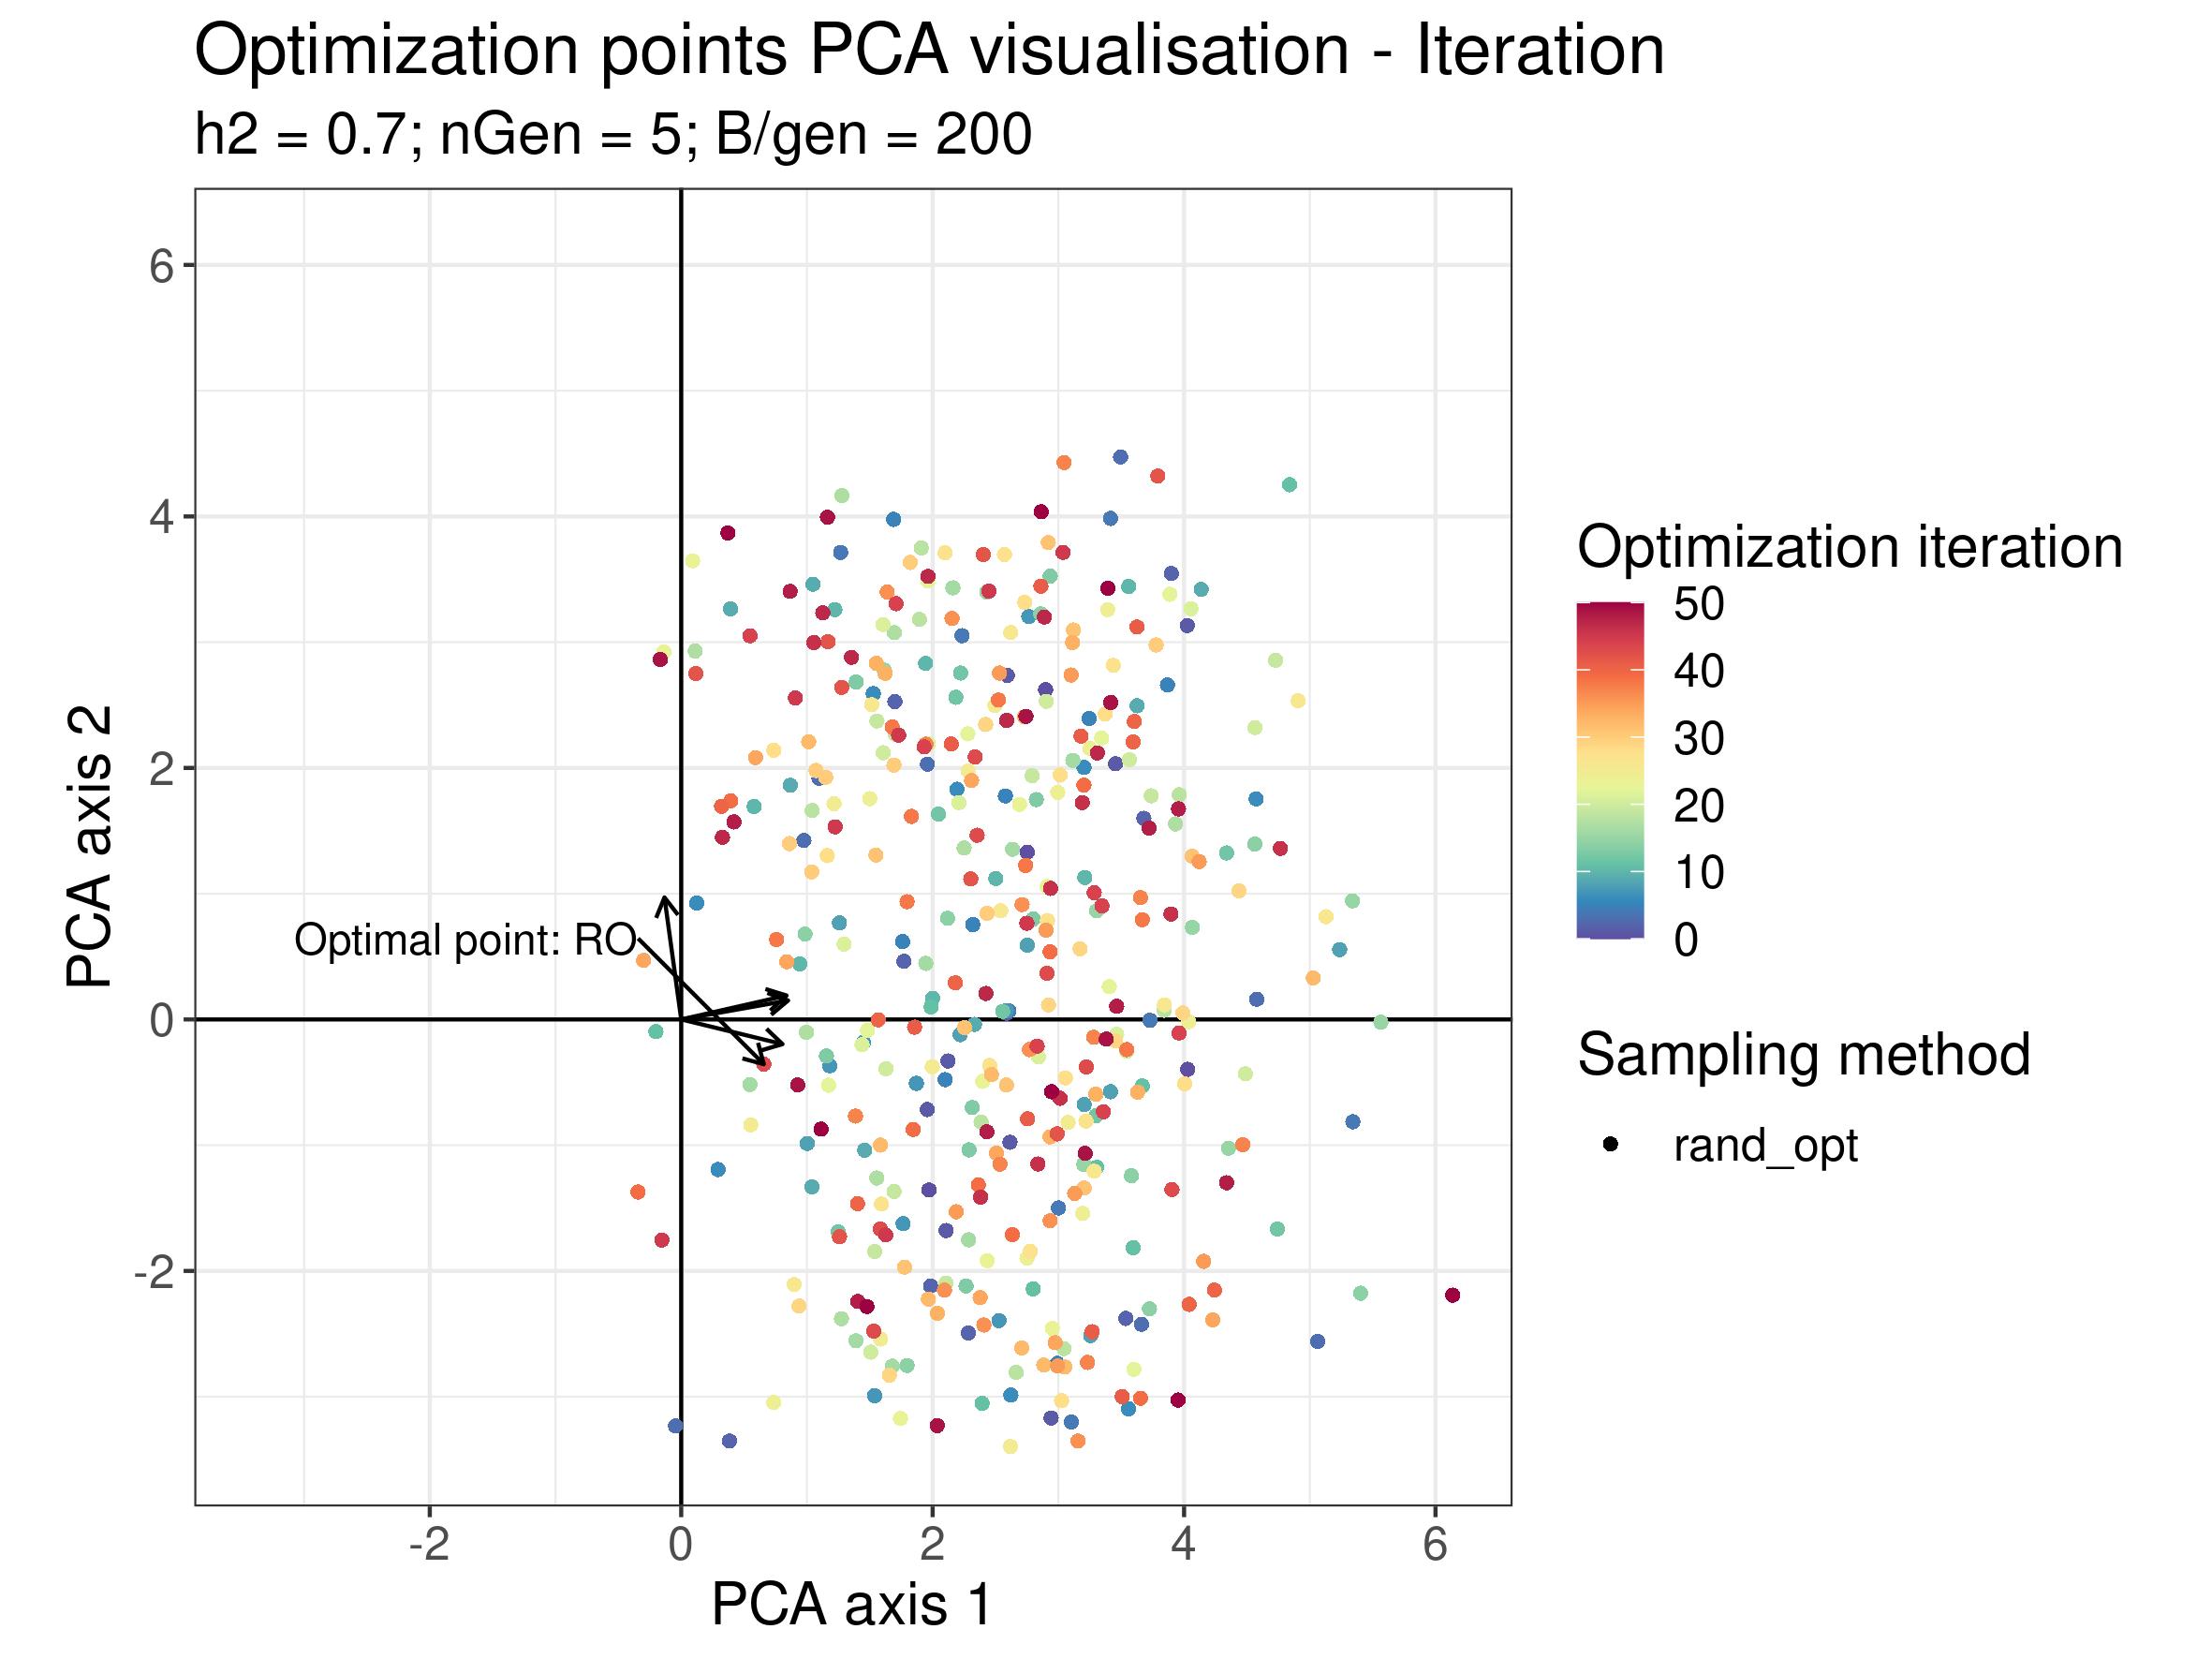 Optimization points PCA visualisation - Iteration
h2 = 0.7; nGen = 5; B/gen = 200
PCA axis 2
6
4
2
0
-2
Optimal point: RO
-2
0
2
4
6
PCA axis 1
Optimization iteration
50
40
30
20
10
0
Sampling method
rand_opt